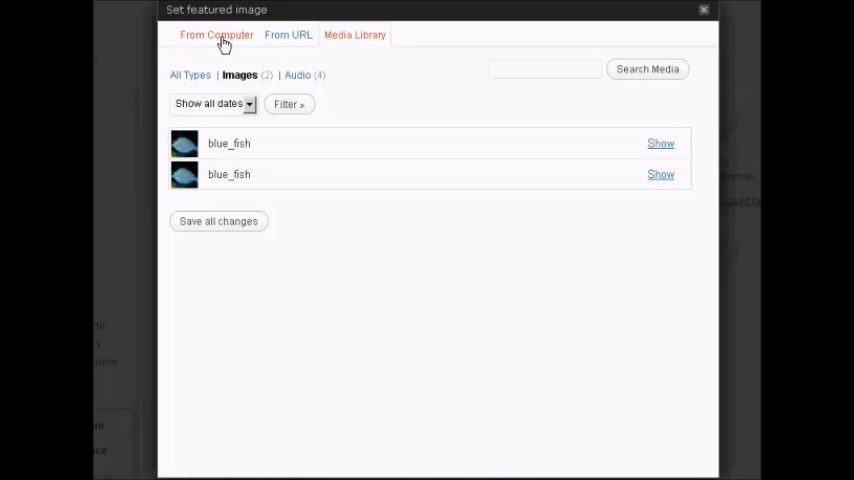 Set featured image
From Computer From URL Media Library
All Types | Images (2) | Audio (4)
Search Media
Show all dates Filter »
blue_fish Show
blue_fish Show
Save all changes